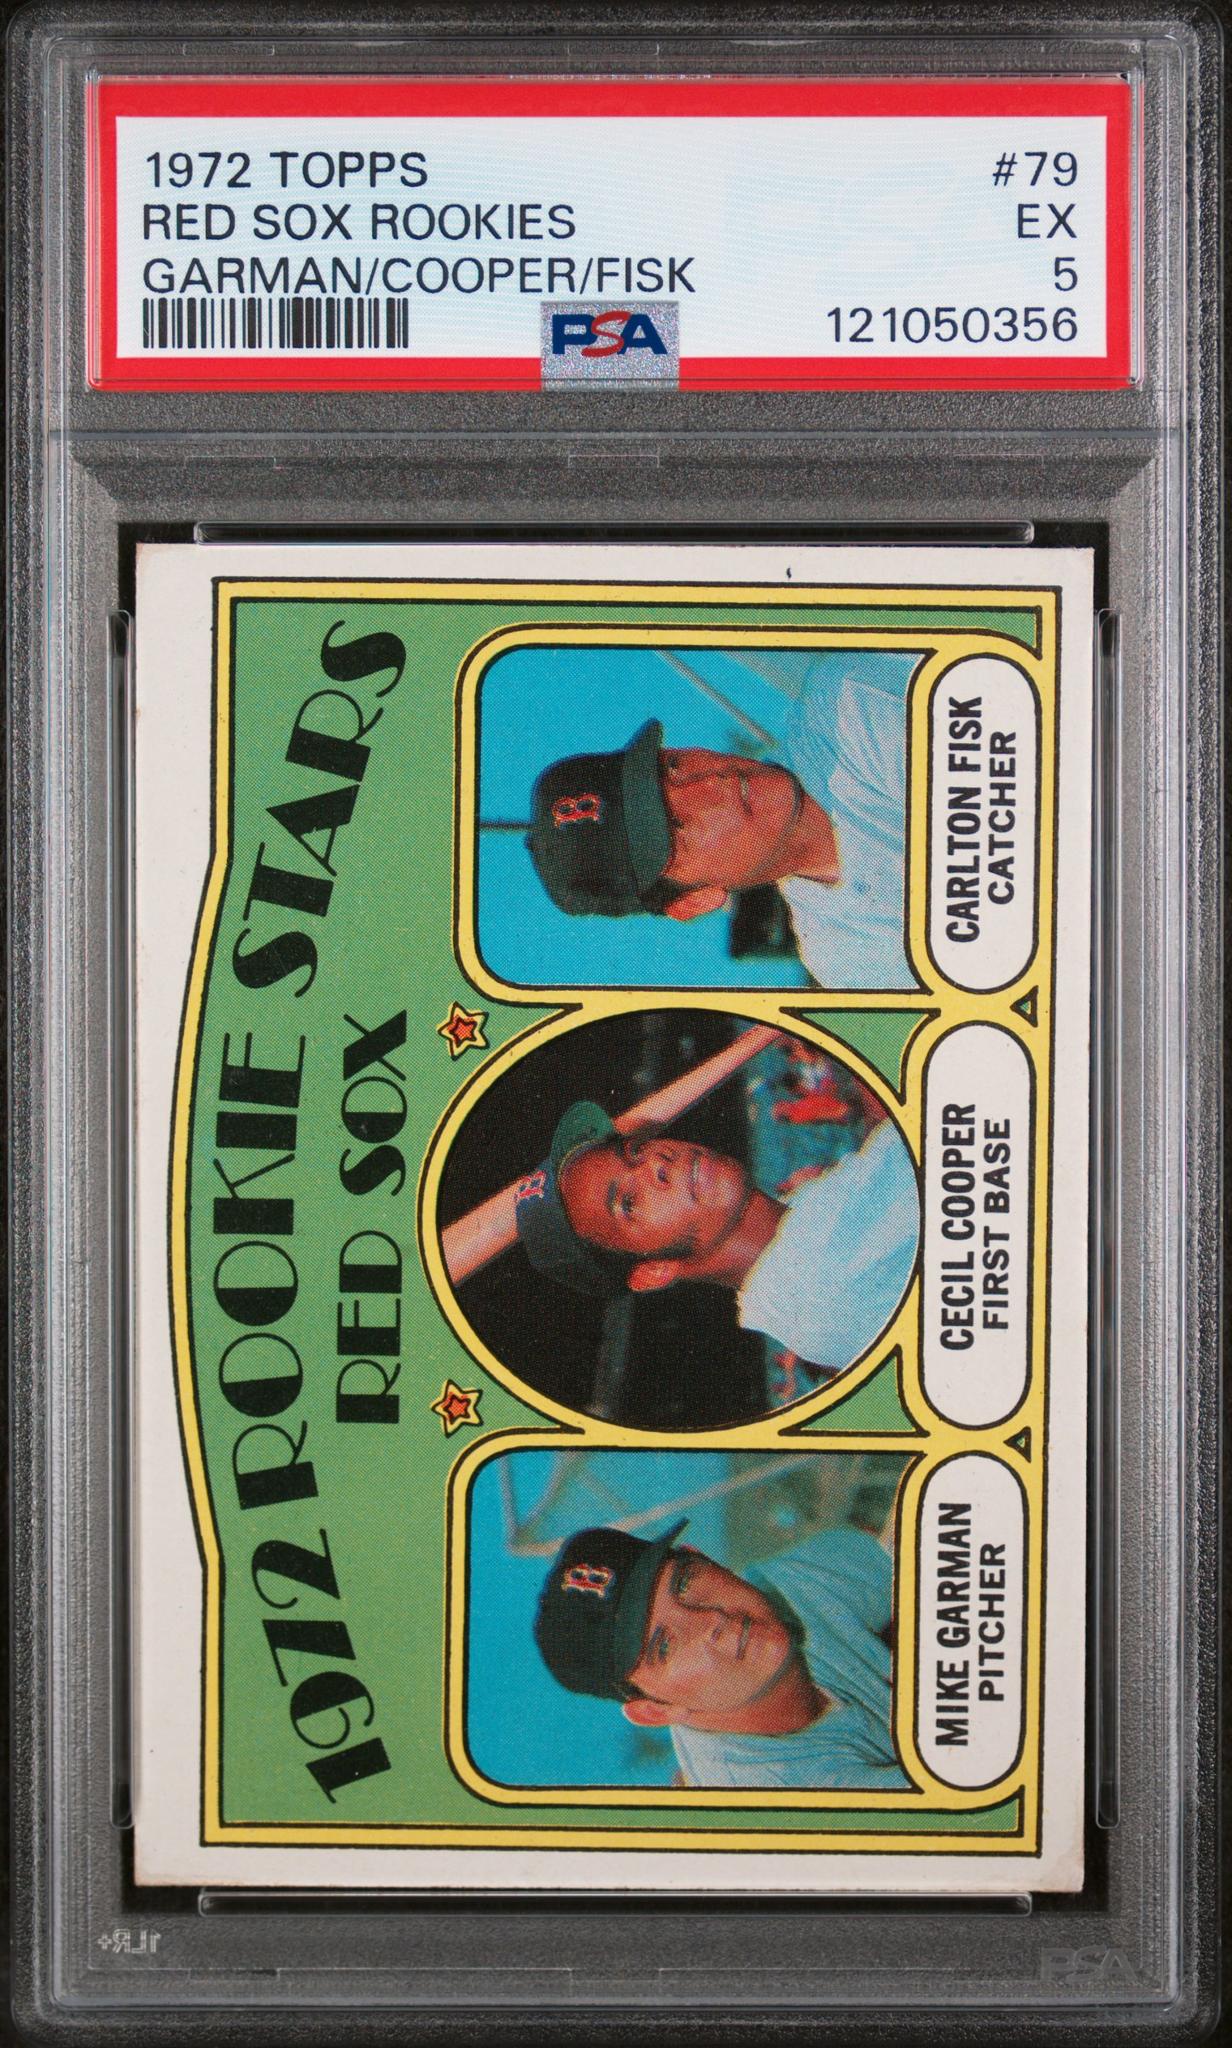 1972 TOPPS #79
RED SOX ROOKIES EX
GARMAN/COOPER/FISK 5
PSA 121050356
1972 ROOKIE STARS
RED SOX
B
B
B
MIKE GARMAN
PITCHER
CECIL COOPER
FIRST BASE
CARLTON FISK
CATCHER
1LR+
PSA